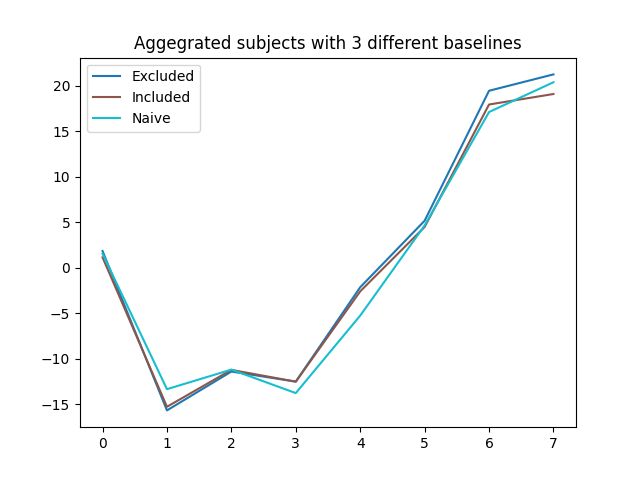 Aggegrated subjects with 3 different baselines
Excluded
Included
Naive
20
15
10
5
0
−5
−10
−15
0 1 2 3 4 5 6 7